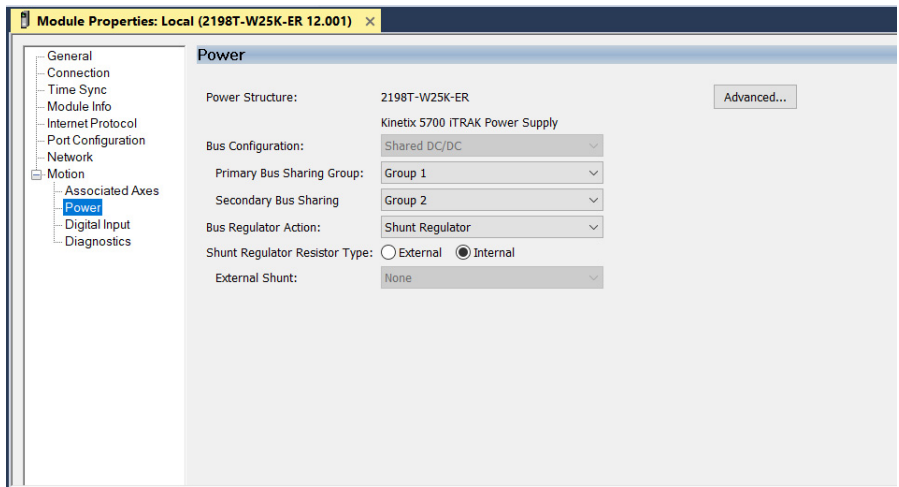 Module Properties: Local (2198T-W25K-ER 12.001) ×
General
Connection
Time Sync
Module Info
Internet Protocol
Port Configuration
Network
Motion
Associated Axes
Power
Digital Input
Diagnostics
Power
Power Structure: 2198T-W25K-ER Advanced...
Kinetix 5700 iTRAK Power Supply
Bus Configuration: Shared DC/DC
Primary Bus Sharing Group: Group 1
Secondary Bus Sharing Group 2
Bus Regulator Action: Shunt Regulator
Shunt Regulator Resistor Type: External Internal
External Shunt: None